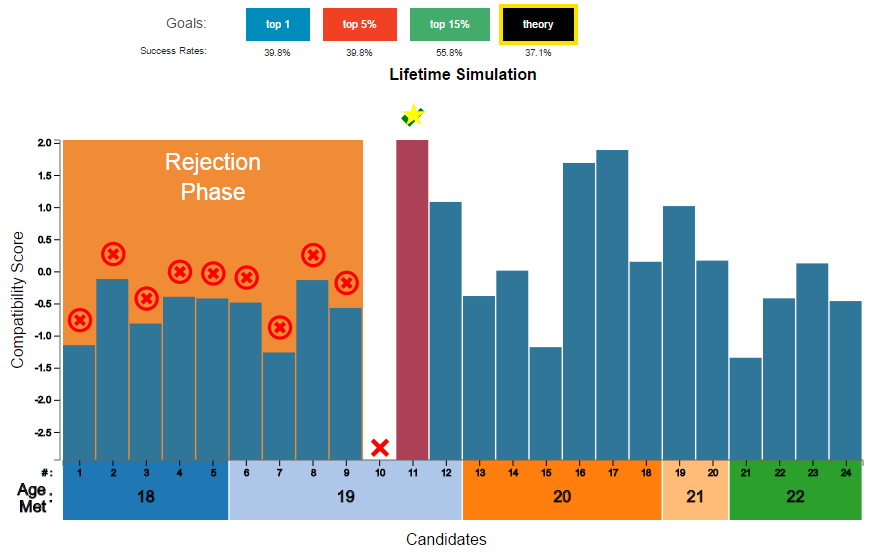 Goals: top 1 top 5% top 15% theory
Success Rates: 39.8% 39.8% 55.8% 37.1%
Lifetime Simulation
Rejection
Phase
Compatibility Score
2.0
1.5
1.0
0.5
0.0
-0.5
-1.0
-1.5
-2.0
-2.5
#: 1 2 3 4 5 6 7 8 9 10 11 12 13 14 15 16 17 18 19 20 21 22 23 24
Age :
Met
18 19 20 21 22
Candidates